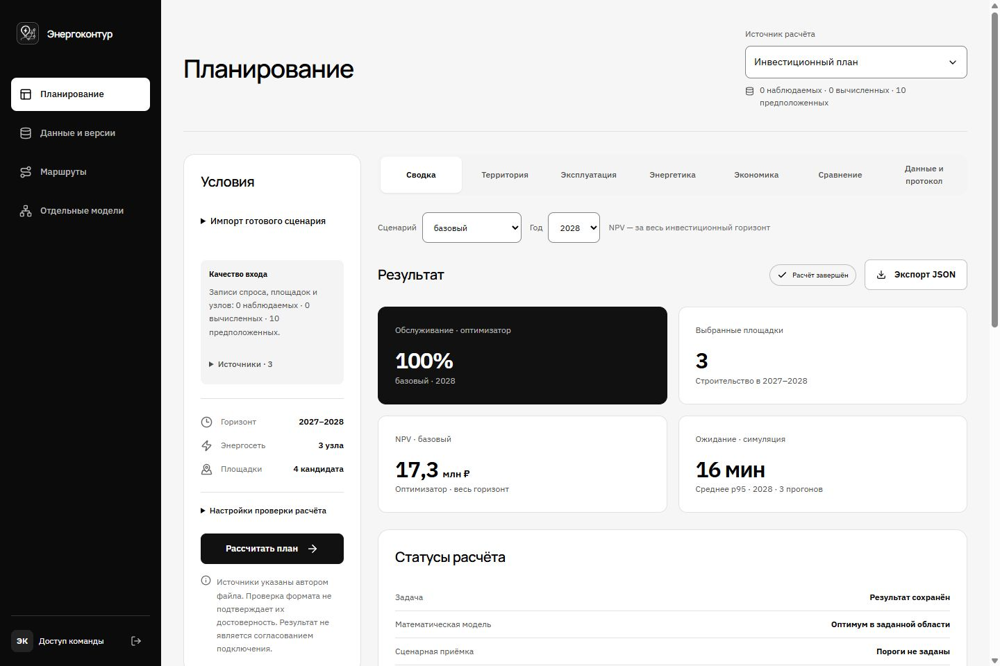 Энергоконтур
Планирование
Данные и версии
Маршруты
Отдельные модели
ЭК
Доступ команды
Планирование
Источник расчёта
Инвестиционный план
0 наблюдаемых · 0 вычисленных · 10
предположенных
Условия
Импорт готового сценария
Качество входа
Записи спроса, площадок и
узлов: 0 наблюдаемых · 0
вычисленных · 10
предположенных.
Источники · 3
Горизонт 2027–2028
Энергосеть 3 узла
Площадки 4 кандидата
Настройки проверки расчёта
Рассчитать план
Источники указаны автором
файла. Проверка формата не
подтверждает их
достоверность. Результат не
является согласованием
подключения.
Сводка Территория Эксплуатация Энергетика Экономика Сравнение Данные и
протокол
Сценарий базовый Год 2028 NPV — за весь инвестиционный горизонт
Результат
Расчёт завершён
Экспорт JSON
Обслуживание · оптимизатор
100%
базовый · 2028
Выбранные площадки
3
Строительство в 2027–2028
NPV · базовый
17,3 млн ₽
Оптимизатор · весь горизонт
Ожидание · симуляция
16 мин
Среднее p95 · 2028 · 3 прогонов
Статусы расчёта
Задача Результат сохранён
Математическая модель Оптимум в заданной области
Сценарная приёмка Пороги не заданы